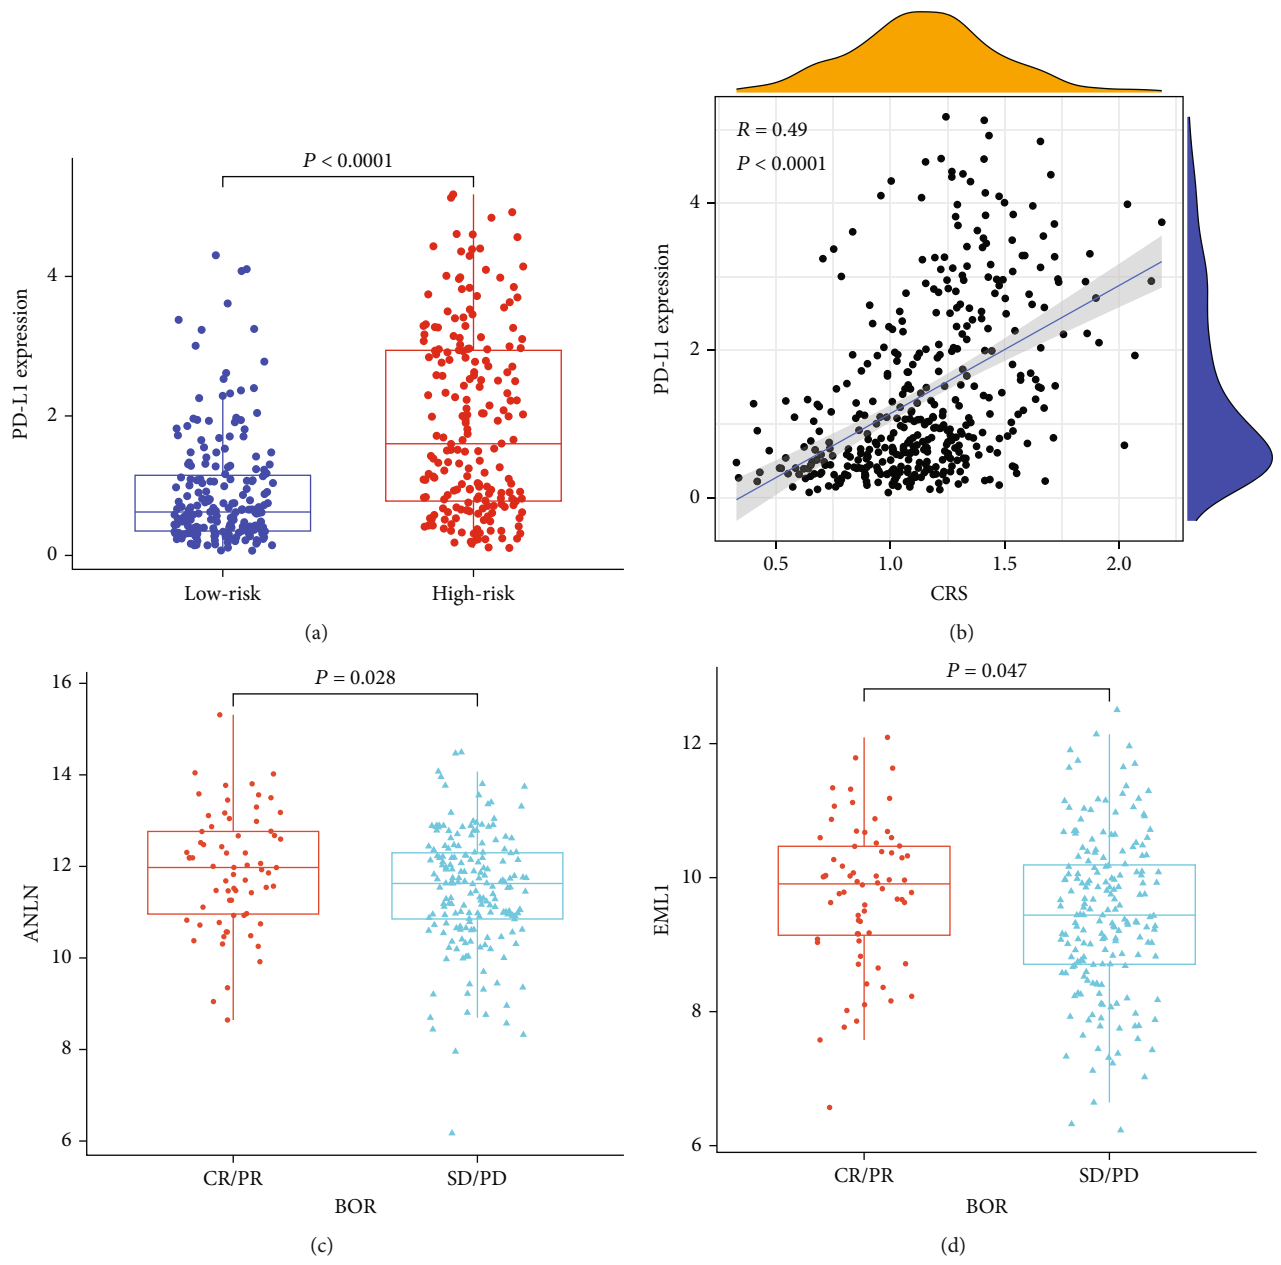 P < 0.0001
PD-L1 expression
4
2
0
Low-risk
High-risk
(a)
R = 0.49
P < 0.0001
PD-L1 expression
4
2
0
0.5
1.0
1.5
2.0
CRS
(b)
P = 0.028
ANLN
16
14
12
10
8
6
CR/PR
SD/PD
BOR
(c)
P = 0.047
EML1
12
10
8
6
CR/PR
SD/PD
BOR
(d)